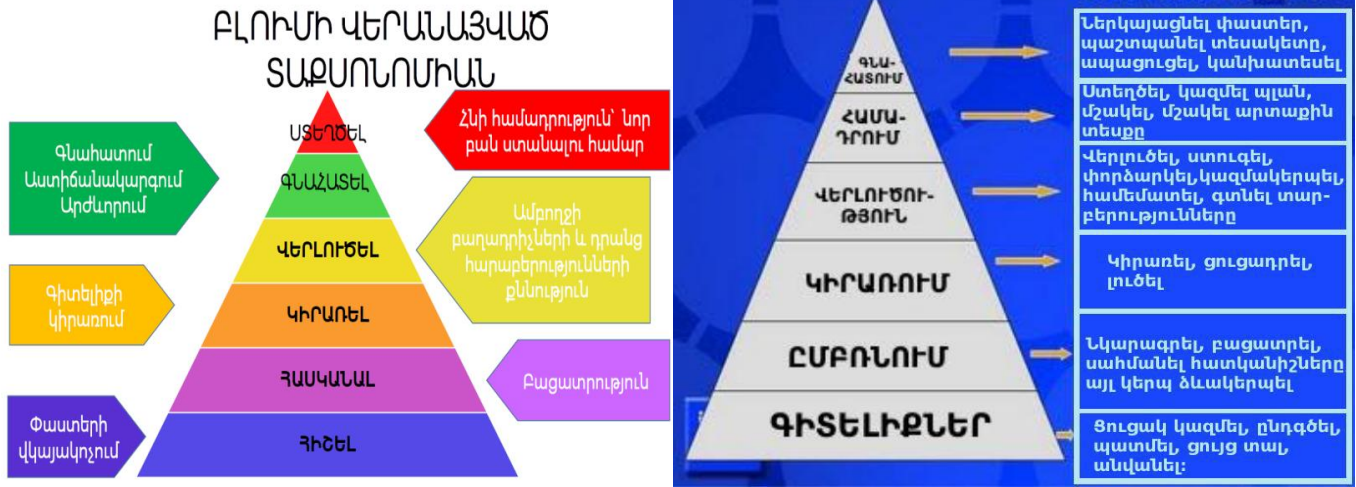 ԲԼՈՒՄԻ ՎԵՐԱՆԱՅՎԱԾ
ՏԱՔՍՈՆՈՄԻԱՆ
ՍՏԵՂԾԵԼ
ԳՆԱՀԱՏԵԼ
ՎԵՐԼՈՒԾԵԼ
ԿԻՐԱՌԵԼ
ՀԱՍԿԱՆԱԼ
ՀԻՇԵԼ
Գնահատում
Աստիճանակարգում
Արժևորում
Գիտելիքի
կիրառում
Փաստերի
վկայակոչում
Հնի համադրություն՝ նոր
բան ստանալու համար
Ամբողջի
բաղադրիչների և դրանց
հարաբերությունների
քննություն
Բացատրություն
ԳՆԱ-
ՀԱՏՈՒՄ
ՀԱՄԱ-
ԴՐՈՒՄ
ՎԵՐԼՈՒԾՈՒ-
ԹՅՈՒՆ
ԿԻՐԱՌՈՒՄ
ԸՄԲՌՆՈՒՄ
ԳԻՏԵԼԻՔՆԵՐ
Ներկայացնել փաստեր,
պաշտպանել տեսակետը,
ապացուցել, կանխատեսել
Ստեղծել, կազմել պլան,
մշակել, մշակել արտաքին
տեսքը
Վերլուծել, ստուգել,
փորձարկել,կազմակերպել,
համեմատել, գտնել տար-
բերությունները
Կիրառել, ցուցադրել,
լուծել
Նկարագրել, բացատրել,
սահմանել հատկանիշները
այլ կերպ ձևակերպել
Ցուցակ կազմել, ընդգծել,
պատմել, ցույց տալ,
անվանել: